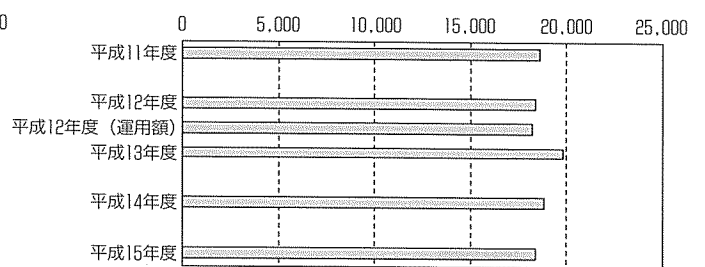 0 0 5,000 10,000 15,000 20,000 25,000
平成11年度
平成12年度
平成12年度（運用額）
平成13年度
平成14年度
平成15年度